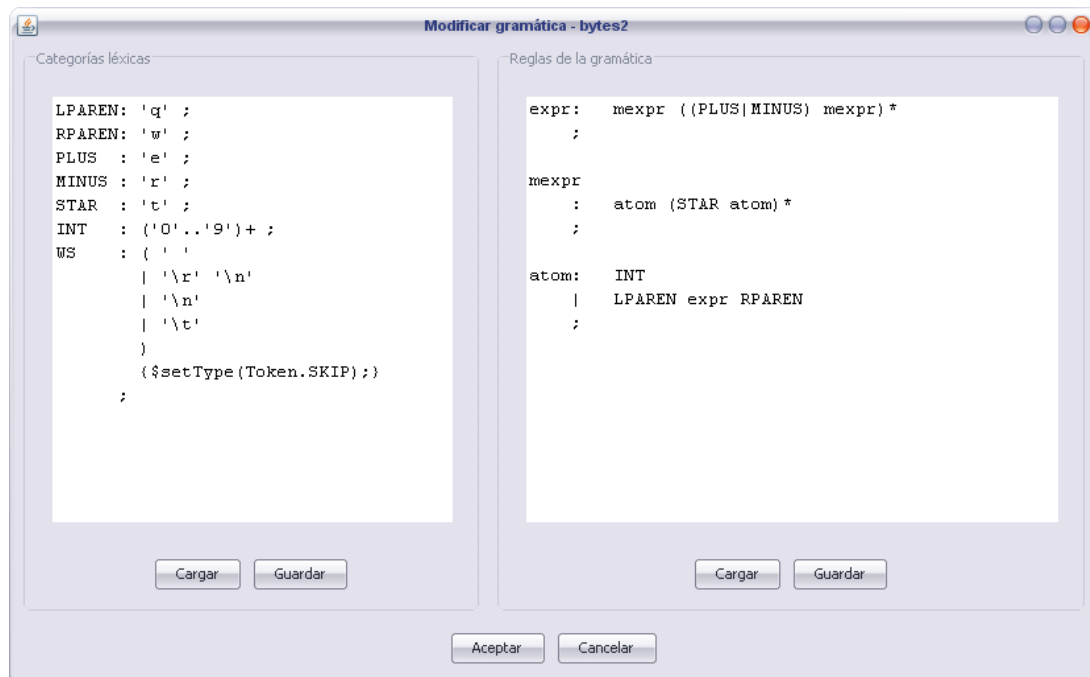 Modificar gramática - bytes2
Categorías léxicas
LPAREN: 'q' ;
RPAREN: 'w' ;
PLUS  : 'e' ;
MINUS : 'r' ;
STAR  : 't' ;
INT   : ('0'..'9')+ ;
WS    : ( ' '
        | '\r' '\n'
        | '\n'
        | '\t'
        )
        {$setType(Token.SKIP);}
      ;
Cargar
Guardar
Reglas de la gramática
expr:   mexpr ((PLUS|MINUS) mexpr)*
    ;
mexpr
    :   atom (STAR atom)*
    ;
atom:   INT
    |   LPAREN expr RPAREN
    ;
Cargar
Guardar
Aceptar
Cancelar